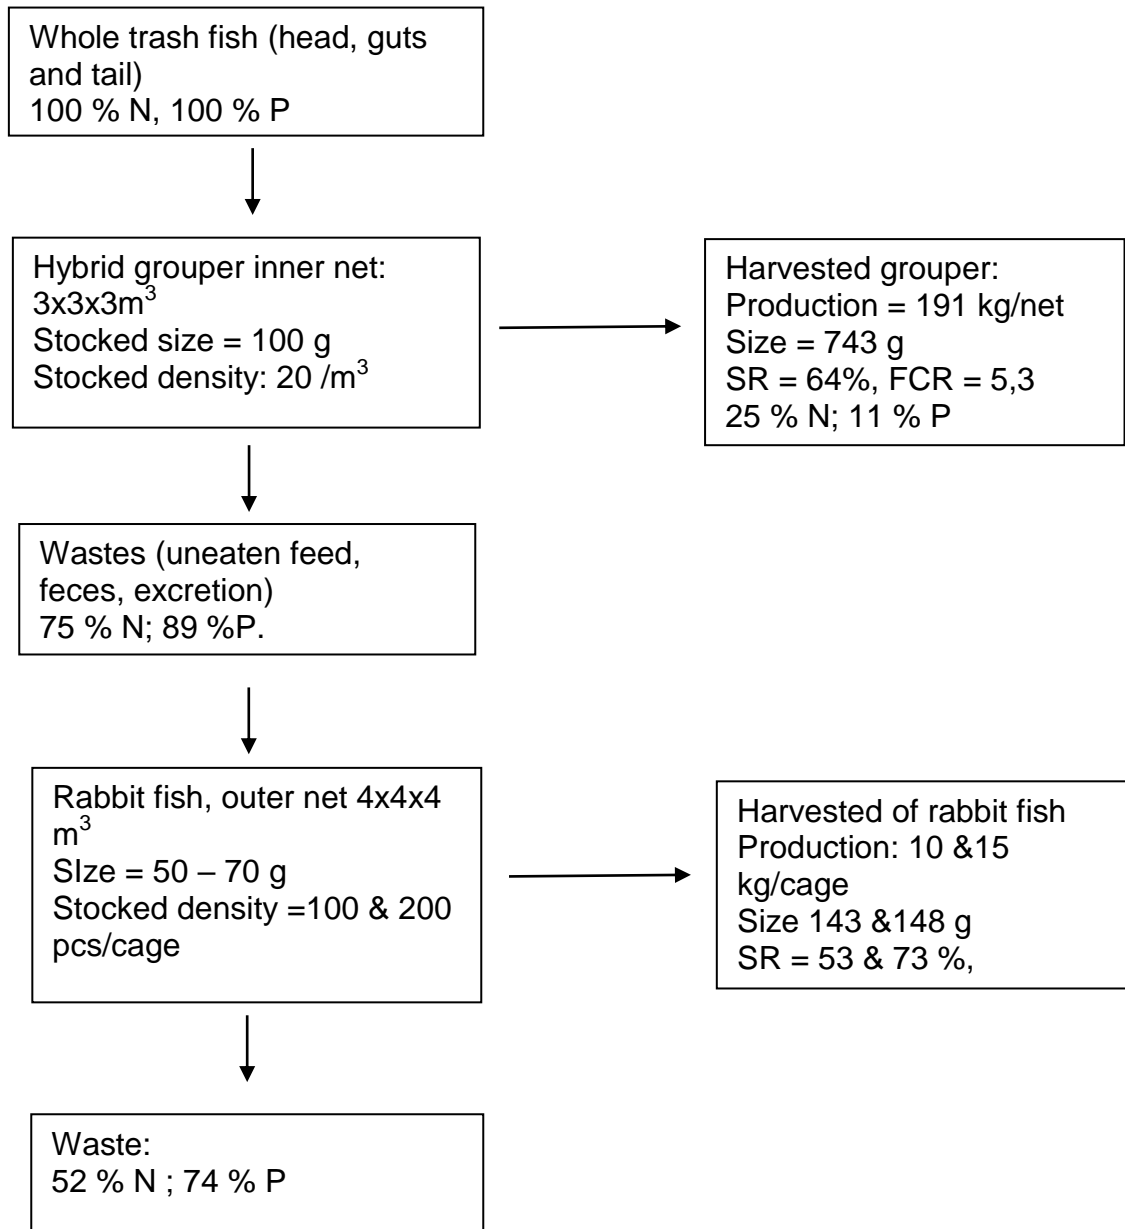 Whole trash fish (head, guts
and tail)
100 % N, 100 % P
Hybrid grouper inner net:
3x3x3m³
Stocked size = 100 g
Stocked density: 20 /m³
Harvested grouper:
Production = 191 kg/net
Size = 743 g
SR = 64%, FCR = 5,3
25 % N; 11 % P
Wastes (uneaten feed,
feces, excretion)
75 % N; 89 %P.
Rabbit fish, outer net 4x4x4
m³
SIze = 50 – 70 g
Stocked density =100 & 200
pcs/cage
Harvested of rabbit fish
Production: 10 &15
kg/cage
Size 143 &148 g
SR = 53 & 73 %,
Waste:
52 % N ; 74 % P